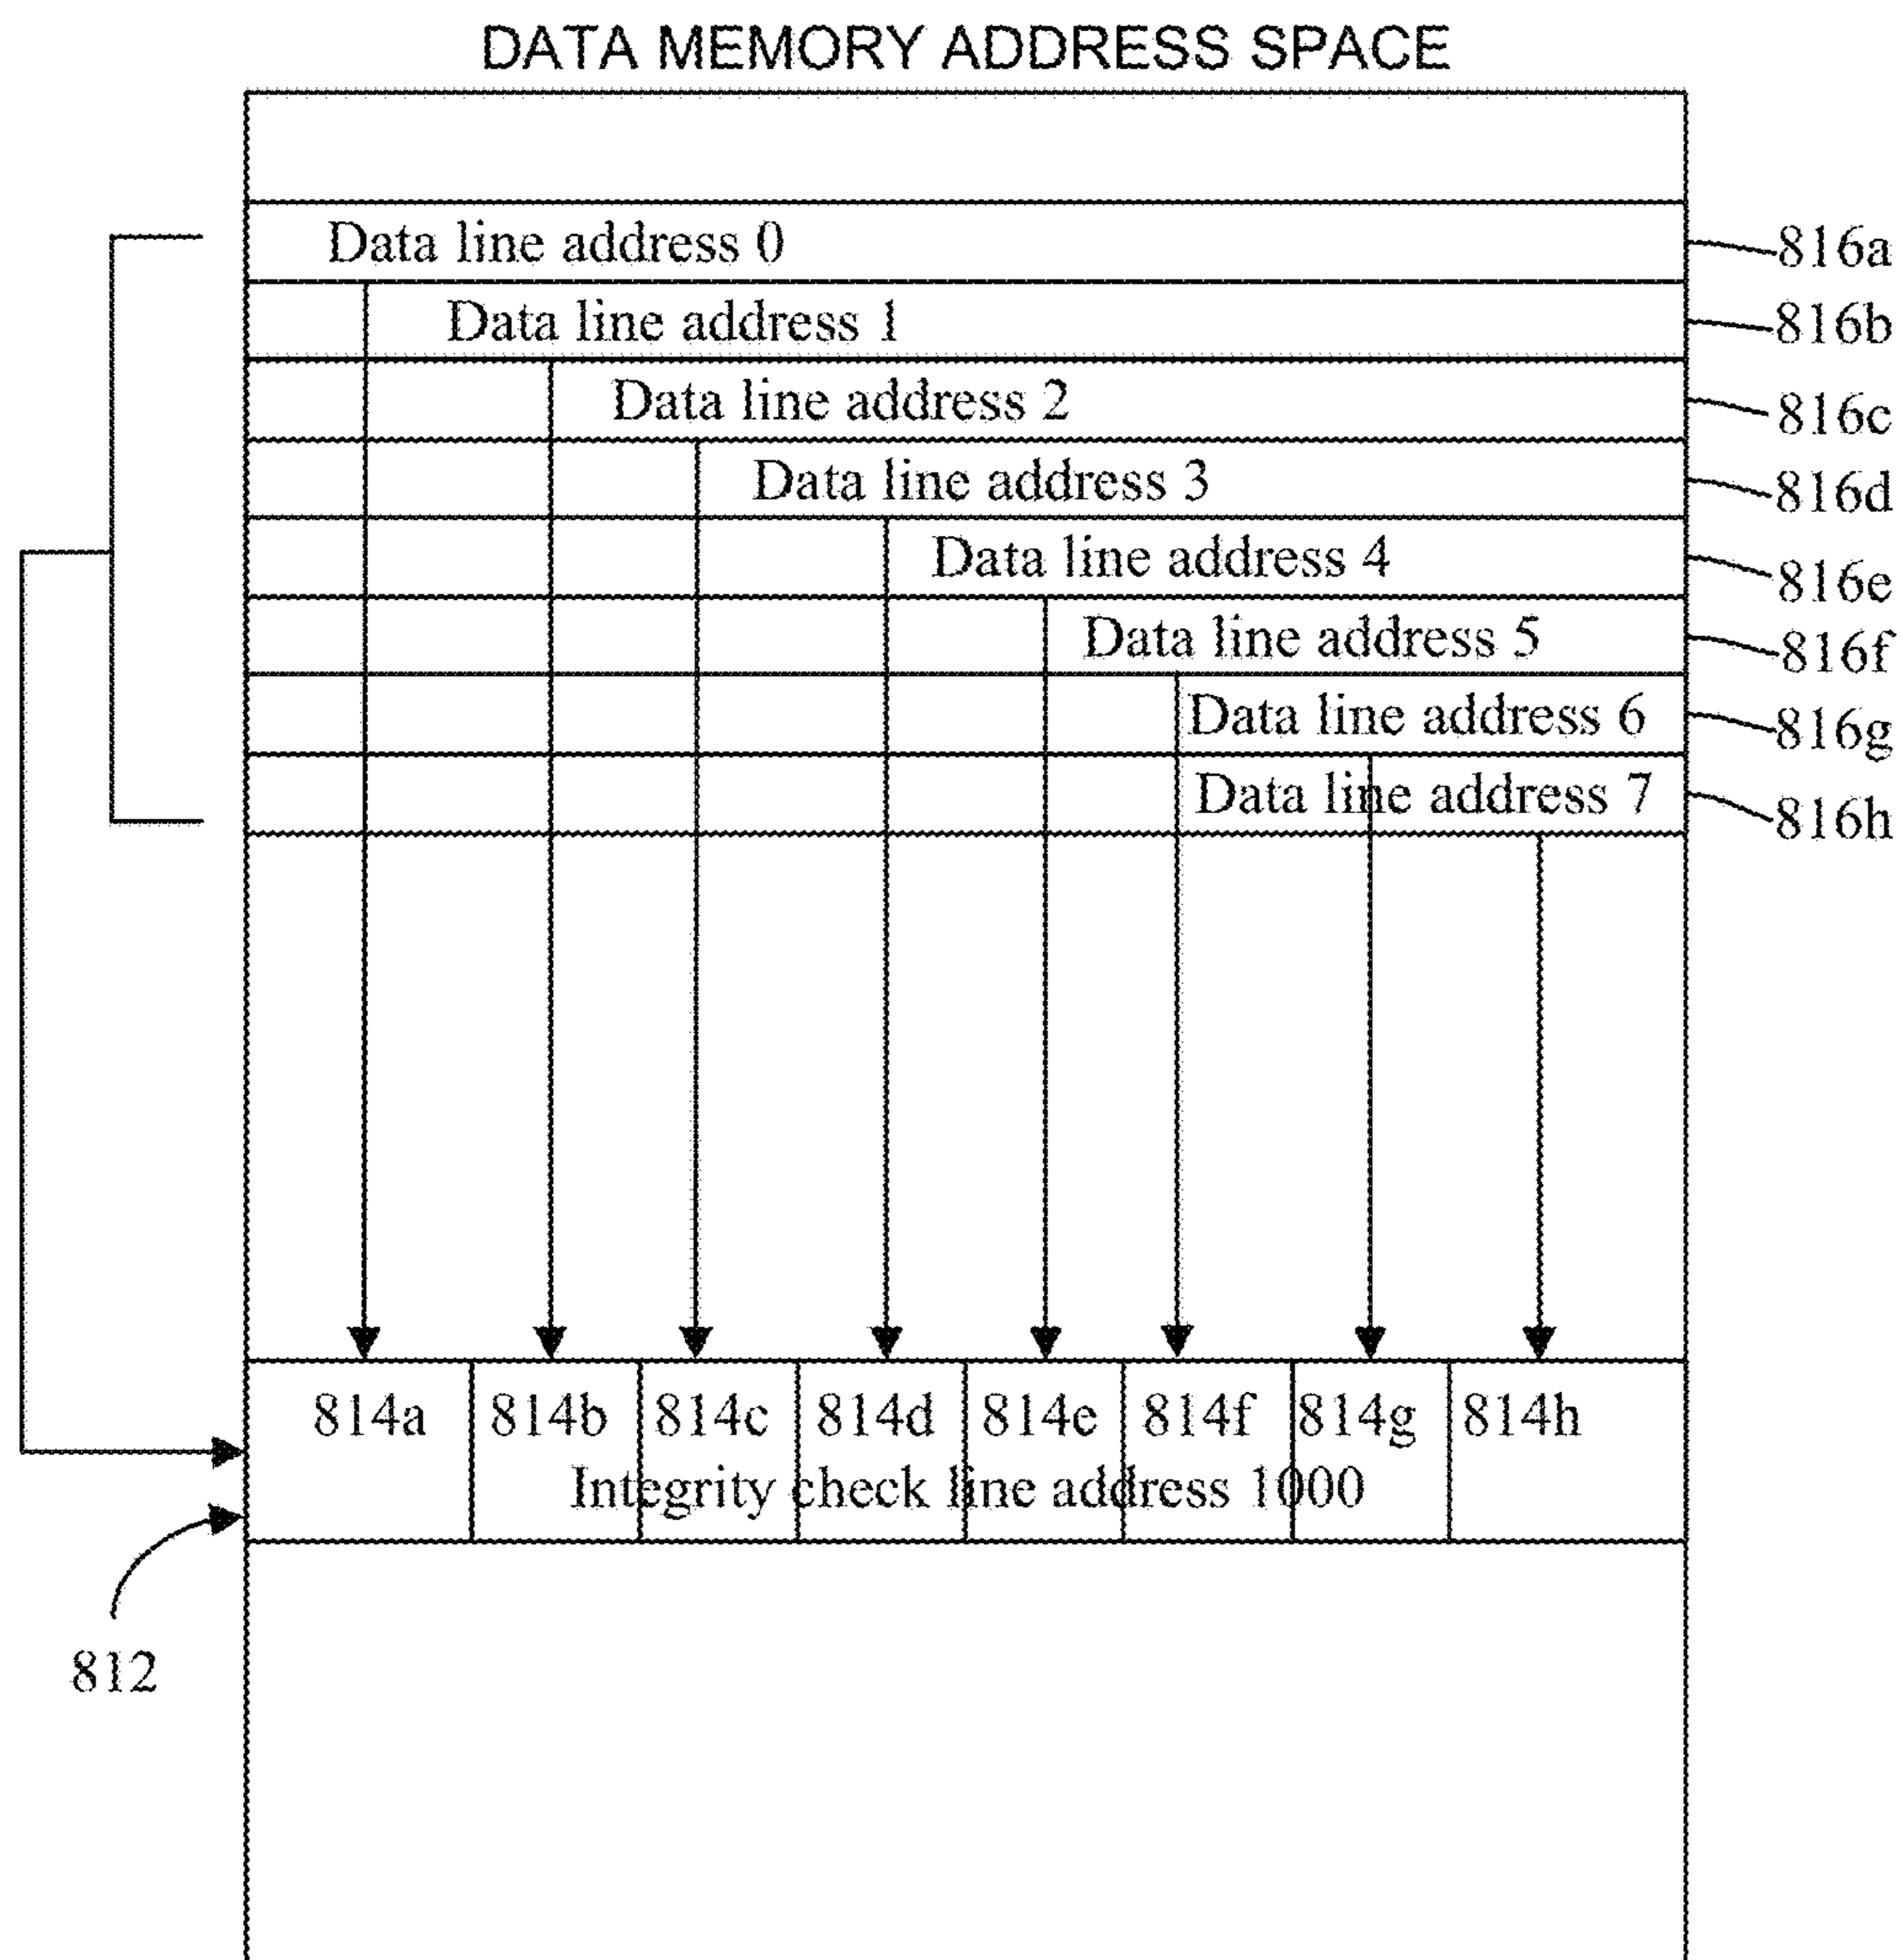 DATA MEMORY ADDRESS SPACE
Data line address 0
816a
Data line address 1
816b
Data line address 2
816c
Data line address 3
816d
Data line address 4
816e
Data line address 5
816f
Data line address 6
816g
Data line address 7
816h
814a 814b 814c 814d 814e 814f 814g 814h
Integrity check line address 1000
812